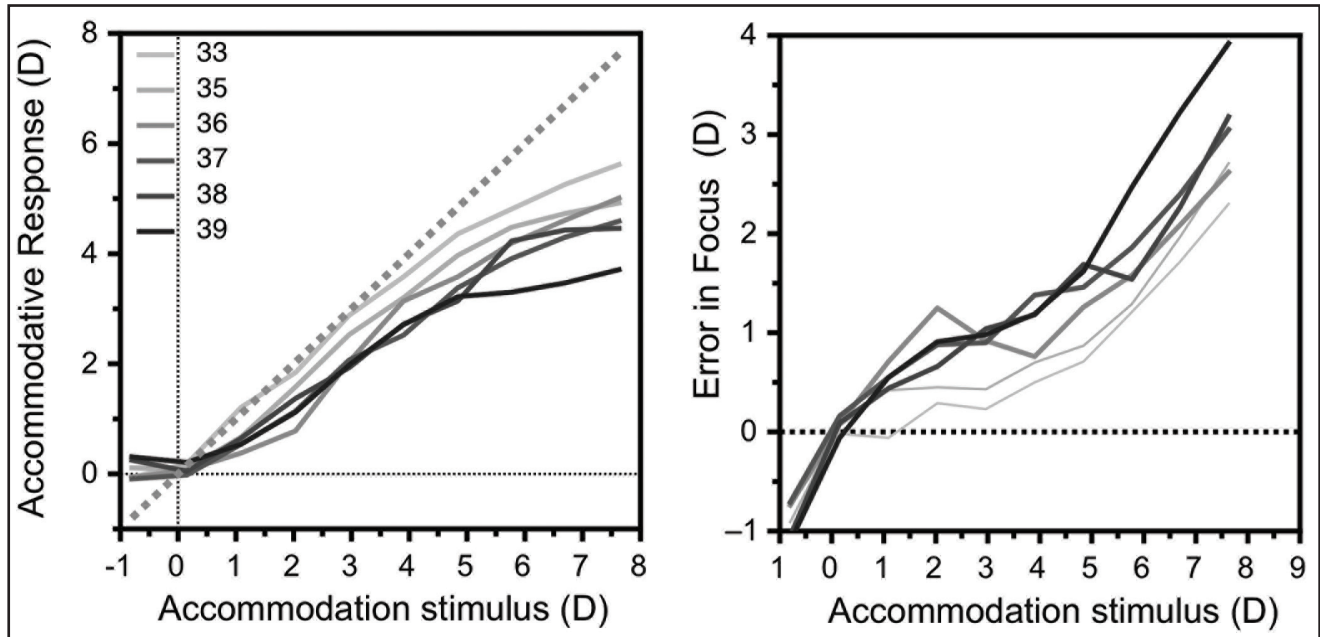 Accommodative Response (D)
8
6
4
2
0
33
35
36
37
38
39
-1 0 1 2 3 4 5 6 7 8
Accommodation stimulus (D)
Error in Focus (D)
4
3
2
1
0
–1
1 0 1 2 3 4 5 6 7 8 9
Accommodation stimulus (D)